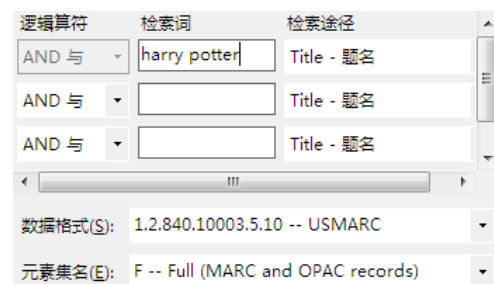 逻辑算符 检索词 检索途径
AND 与 harry potter Title - 题名
AND 与 Title - 题名
AND 与 Title - 题名
数据格式(S): 1.2.840.10003.5.10 -- USMARC
元素集名(E): F -- Full (MARC and OPAC records)